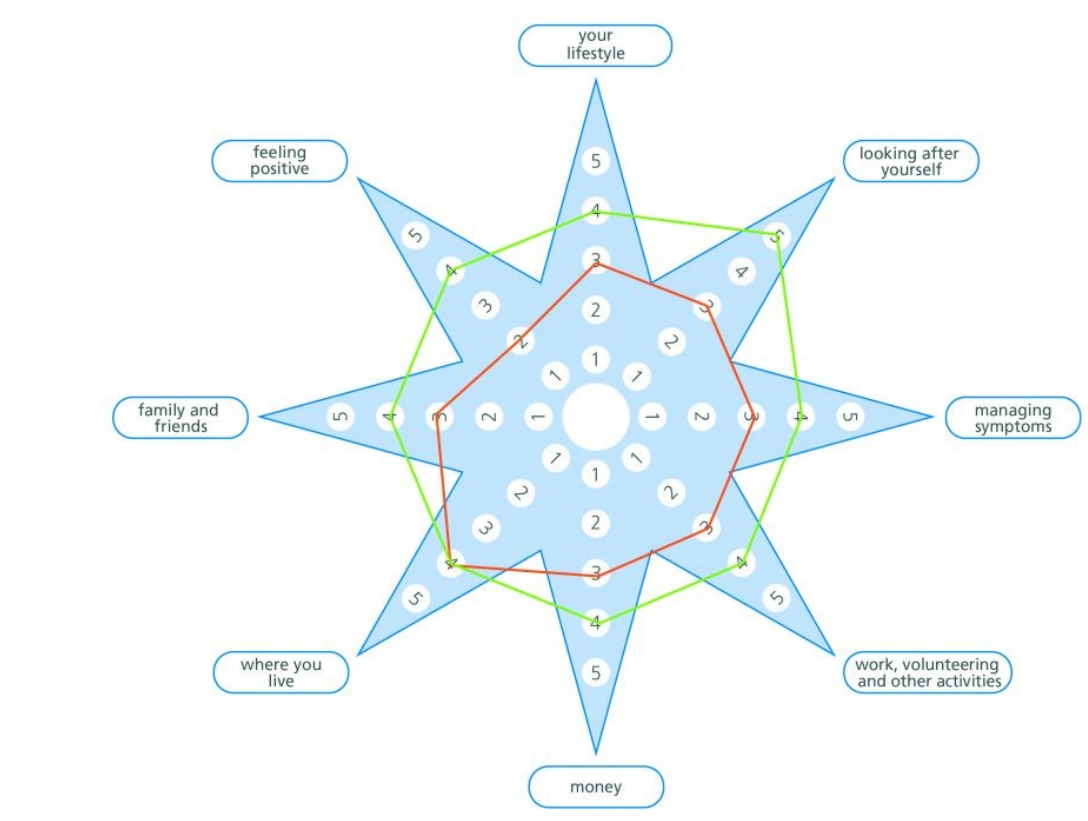 your
lifestyle
feeling
positive
looking after
yourself
5
5
5
4
4
4
3
3
3
2
2
2
1
1
1
family and
friends
5
4
3
2
1
1
2
3
4
5
managing
symptoms
1
1
1
2
2
2
3
3
3
4
4
4
5
5
5
where you
live
work, volunteering
and other activities
money